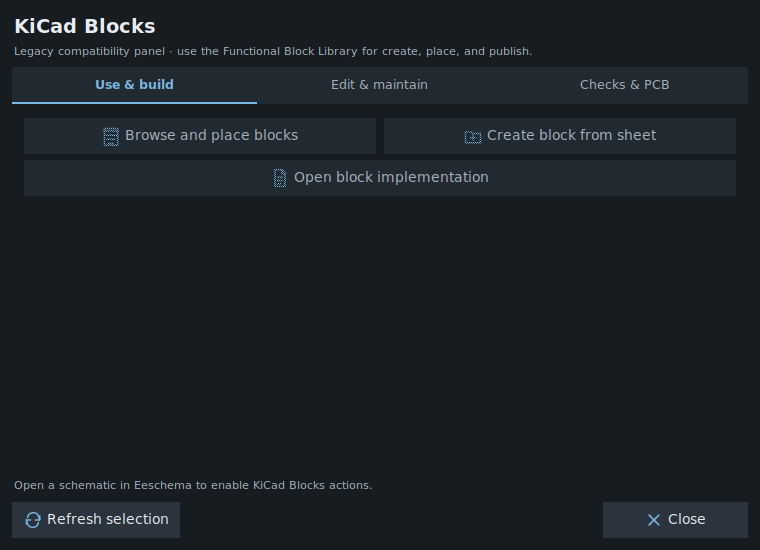 KiCad Blocks
Legacy compatibility panel · use the Functional Block Library for create, place, and publish.
Use & build
Edit & maintain
Checks & PCB
Browse and place blocks
Create block from sheet
Open block implementation
Open a schematic in Eeschema to enable KiCad Blocks actions.
Refresh selection
Close